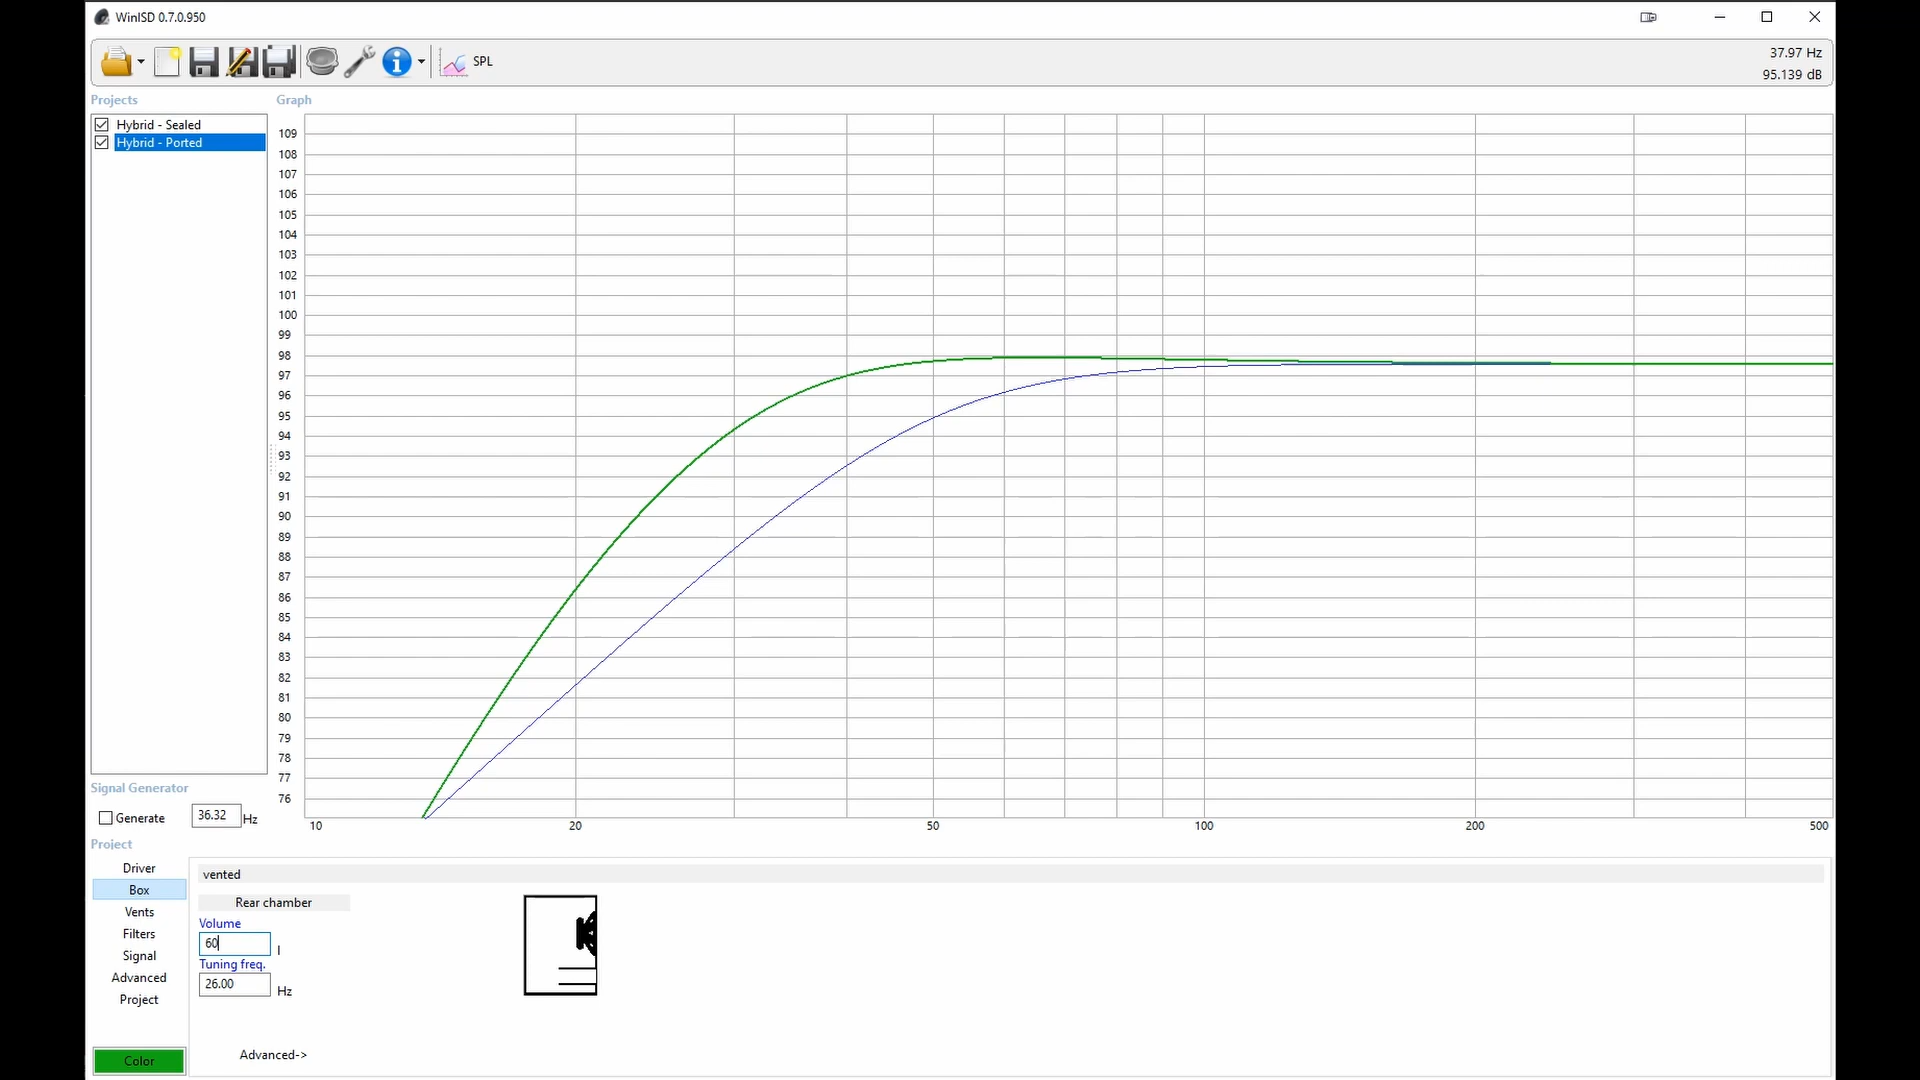 WinISD 0.7.0.950
SPL
37.97 Hz
95.139 dB
Projects
Graph
Hybrid - Sealed
Hybrid - Ported
109
108
107
106
105
104
103
102
101
100
99
98
97
96
95
94
93
92
91
90
89
88
87
86
85
84
83
82
81
80
79
78
77
76
10 20 50 100 200 500
Signal Generator
Generate 36.32 Hz
Project
Driver
Box
Vents
Filters
Signal
Advanced
Project
Color
vented
Rear chamber
Volume
60 l
Tuning freq.
26.00 Hz
Advanced->